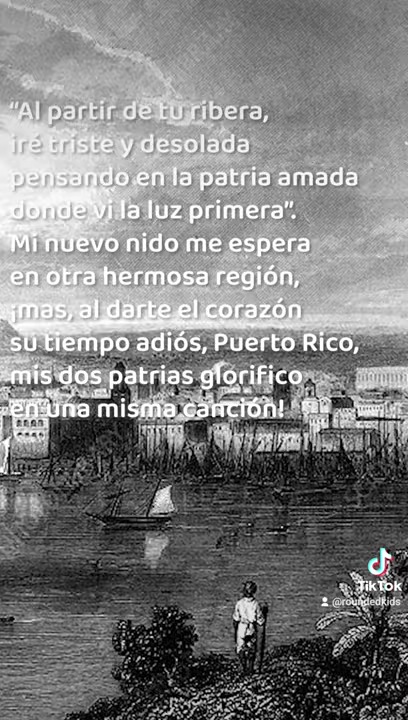 “Al partir de tu ribera,
iré triste y desolada
pensando en la patria amada
donde vi la luz primera”.
Mi nuevo nido me espera
en otra hermosa región,
¡mas, al darte el corazón
su tiempo adiós, Puerto Rico,
mis dos patrias glorifico
en una misma canción!
TikTok
@roundedkids